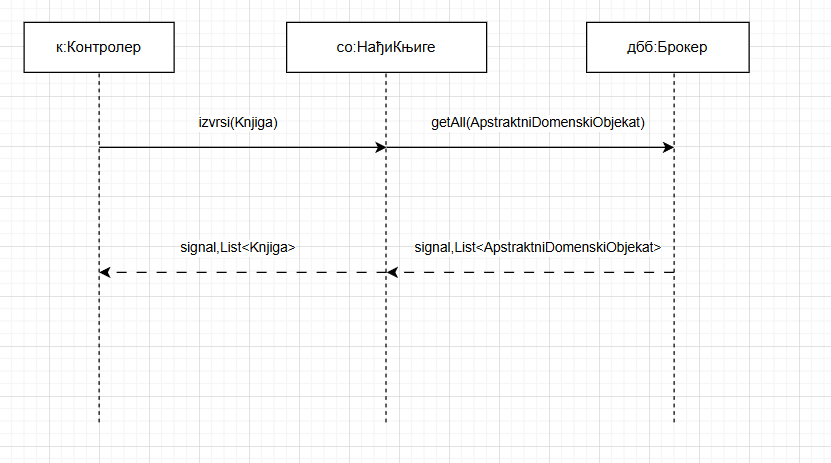 к:Контролер
со:НађиКњиге
дбб:Брокер
izvrsi(Knjiga)
getAll(ApstraktniDomenskiObjekat)
signal,List<Knjiga>
signal,List<ApstraktniDomenskiObjekat>